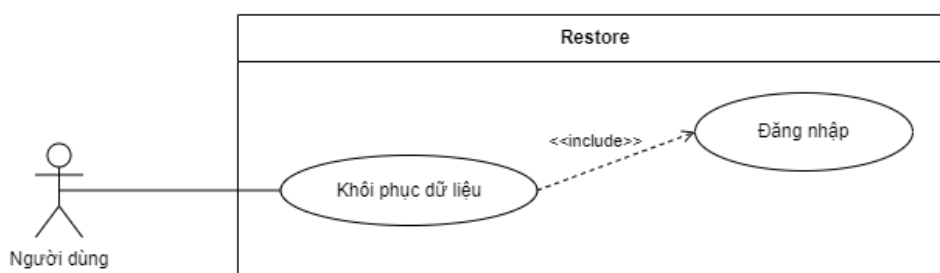 Restore
<<include>>
Đăng nhập
Khôi phục dữ liệu
Người dùng